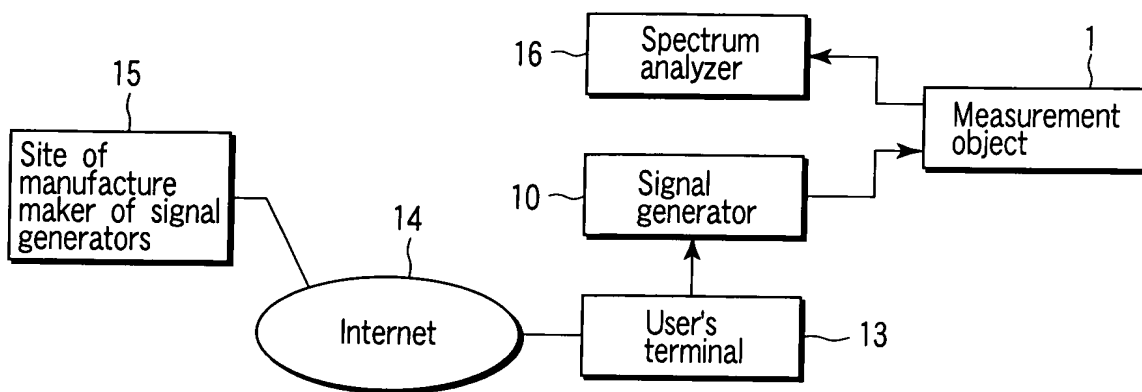 15
Site of
manufacture
maker of signal
generators
14
Internet
16
Spectrum
analyzer
1
Measurement
object
10
Signal
generator
User's
terminal
13